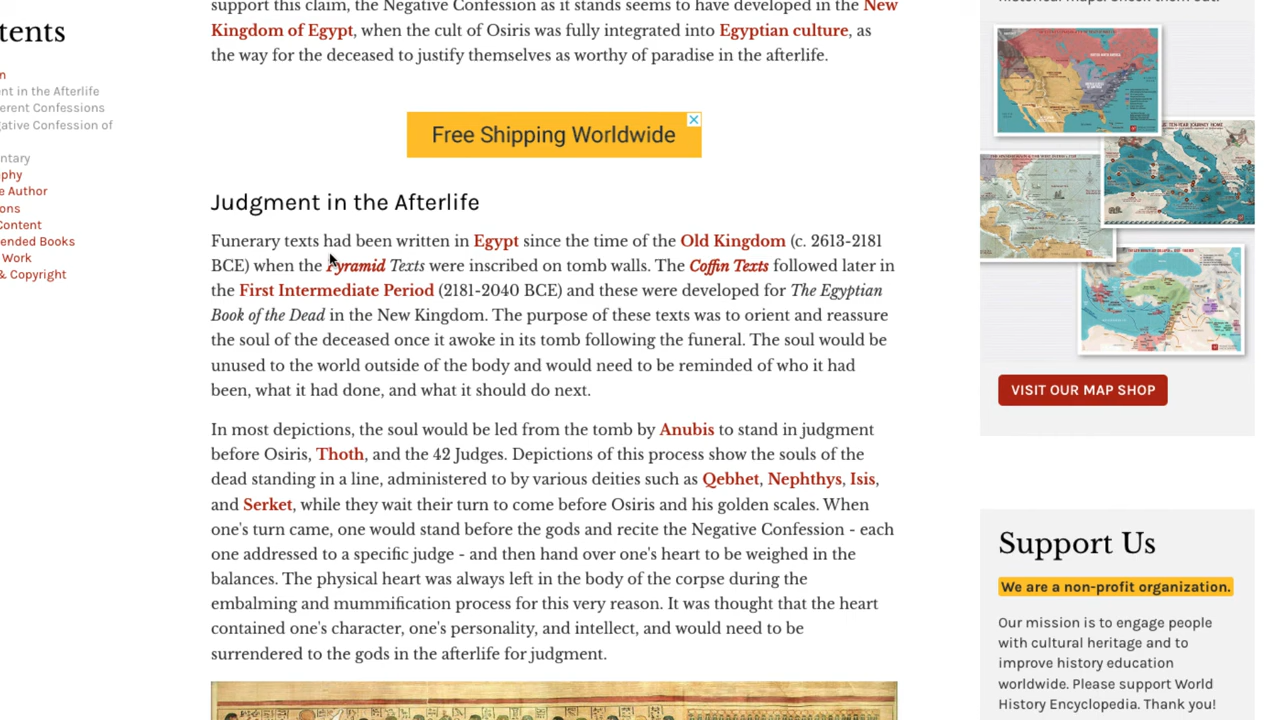 support this claim, the Negative Confession as it stands seems to have developed in the New
Kingdom of Egypt, when the cult of Osiris was fully integrated into Egyptian culture, as
the way for the deceased to justify themselves as worthy of paradise in the afterlife.
Free Shipping Worldwide
Judgment in the Afterlife
Funerary texts had been written in Egypt since the time of the Old Kingdom (c. 2613-2181
BCE) when the Pyramid Texts were inscribed on tomb walls. The Coffin Texts followed later in
the First Intermediate Period (2181-2040 BCE) and these were developed for The Egyptian
Book of the Dead in the New Kingdom. The purpose of these texts was to orient and reassure
the soul of the deceased once it awoke in its tomb following the funeral. The soul would be
unused to the world outside of the body and would need to be reminded of who it had
been, what it had done, and what it should do next.
In most depictions, the soul would be led from the tomb by Anubis to stand in judgment
before Osiris, Thoth, and the 42 Judges. Depictions of this process show the souls of the
dead standing in a line, administered to by various deities such as Qebhet, Nephthys, Isis,
and Serket, while they wait their turn to come before Osiris and his golden scales. When
one's turn came, one would stand before the gods and recite the Negative Confession - each
one addressed to a specific judge - and then hand over one's heart to be weighed in the
balances. The physical heart was always left in the body of the corpse during the
embalming and mummification process for this very reason. It was thought that the heart
contained one's character, one's personality, and intellect, and would need to be
surrendered to the gods in the afterlife for judgment.
tents
n
ent in the Afterlife
ferent Confessions
gative Confession of
ntary
phy
e Author
ons
Content
ended Books
Work
& Copyright
VISIT OUR MAP SHOP
Support Us
We are a non-profit organization.
Our mission is to engage people
with cultural heritage and to
improve history education
worldwide. Please support World
History Encyclopedia. Thank you!